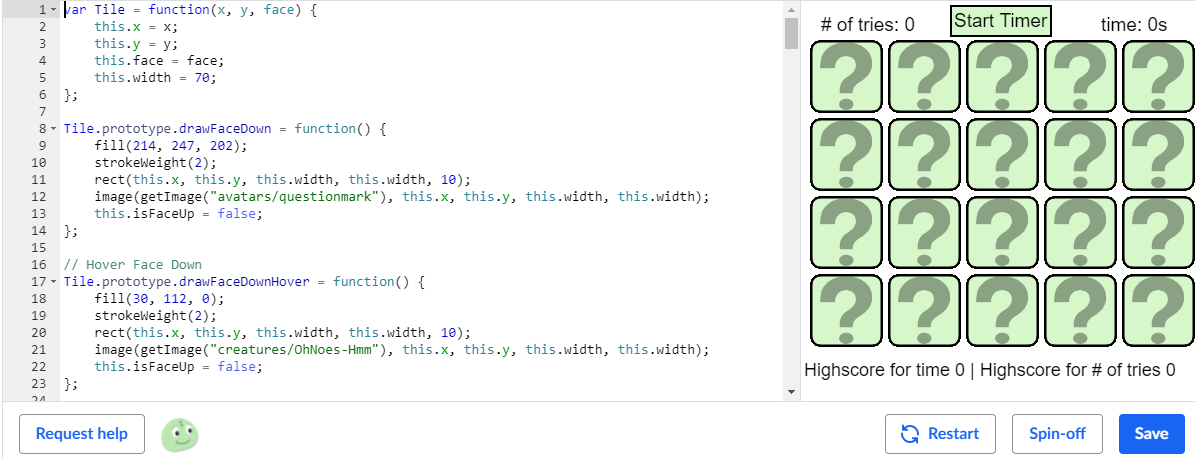 1 var Tile = function(x, y, face) {
2 this.x = x;
3 this.y = y;
4 this.face = face;
5 this.width = 70;
6 };
7
8 Tile.prototype.drawFaceDown = function() {
9 fill(214, 247, 202);
10 strokeWeight(2);
11 rect(this.x, this.y, this.width, this.width, 10);
12 image(getImage("avatars/questionmark"), this.x, this.y, this.width, this.width);
13 this.isFaceUp = false;
14 };
15
16 // Hover Face Down
17 Tile.prototype.drawFaceDownHover = function() {
18 fill(30, 112, 0);
19 strokeWeight(2);
20 rect(this.x, this.y, this.width, this.width, 10);
21 image(getImage("creatures/OhNoes-Hmm"), this.x, this.y, this.width, this.width);
22 this.isFaceUp = false;
23 };
24
# of tries: 0 Start Timer time: 0s
? ? ? ? ?
? ? ? ? ?
? ? ? ? ?
? ? ? ? ?
Highscore for time 0 | Highscore for # of tries 0
Request help Restart Spin-off Save